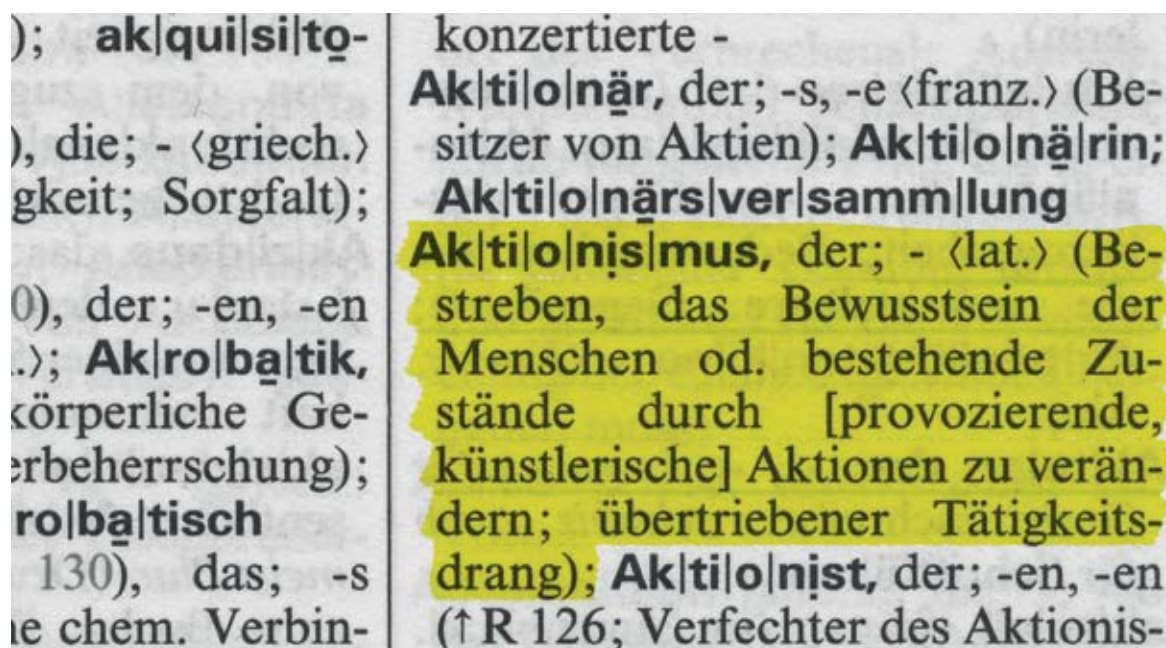 ); ak|qui|si|to-
), die; - ⟨griech.⟩
gkeit; Sorgfalt);
0), der; -en, -en
.⟩; Ak|ro|ba|tik,
körperliche Ge-
erbeherrschung);
ro|ba|tisch
130), das; -s
he chem. Verbin-
konzertierte -
Ak|ti|o|när, der; -s, -e ⟨franz.⟩ (Be-
sitzer von Aktien); Ak|ti|o|nä|rin;
Ak|ti|o|närs|ver|samm|lung
Ak|ti|o|nis|mus, der; - ⟨lat.⟩ (Be-
streben, das Bewusstsein der
Menschen od. bestehende Zu-
stände durch [provozierende,
künstlerische] Aktionen zu verän-
dern; übertriebener Tätigkeits-
drang); Ak|ti|o|nist, der; -en, -en
(↑ R 126; Verfechter des Aktionis-